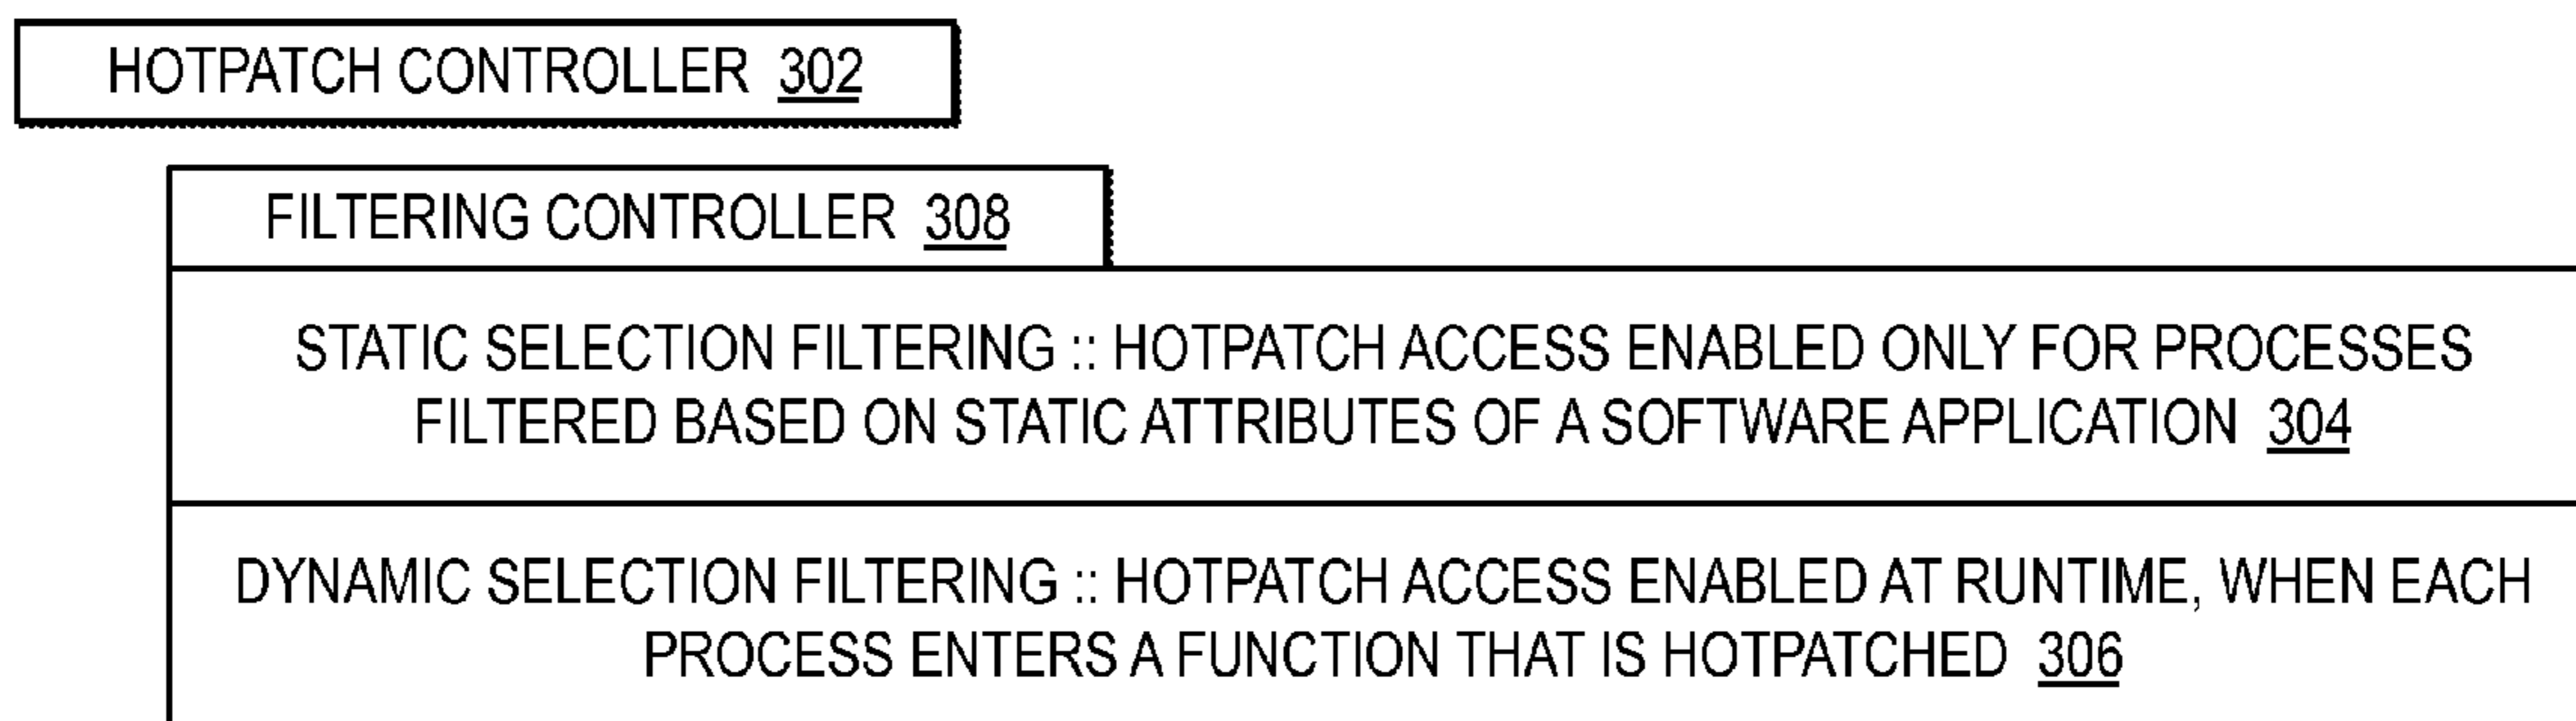 HOTPATCH CONTROLLER 302
FILTERING CONTROLLER 308
STATIC SELECTION FILTERING :: HOTPATCH ACCESS ENABLED ONLY FOR PROCESSES
FILTERED BASED ON STATIC ATTRIBUTES OF A SOFTWARE APPLICATION 304
DYNAMIC SELECTION FILTERING :: HOTPATCH ACCESS ENABLED AT RUNTIME, WHEN EACH
PROCESS ENTERS A FUNCTION THAT IS HOTPATCHED 306